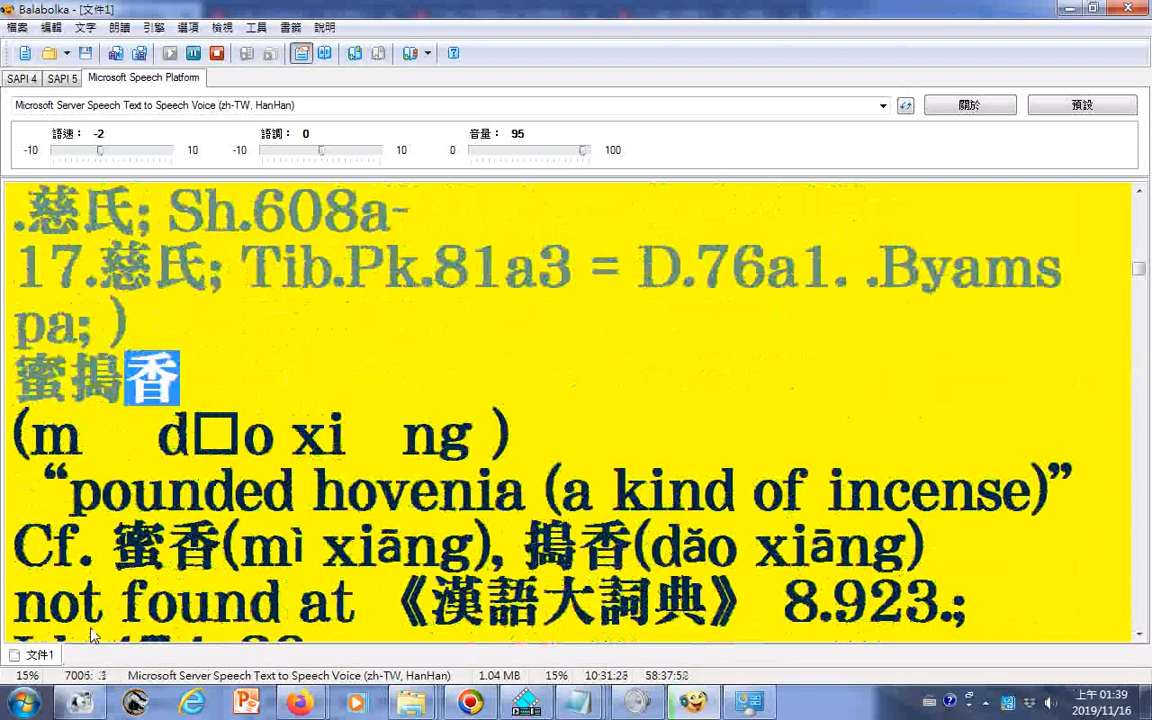 Balabolka - [文件1]
檔案 編輯 文字 朗讀 引擎 選項 檢視 工具 書籤 說明
SAPI 4 SAPI 5 Microsoft Speech Platform
Microsoft Server Speech Text to Speech Voice (zh-TW, HanHan) 關於 預設
語速： -2 語調： 0 音量： 95
-10 10 -10 10 0 100
.慈氏; Sh.608a-
17.慈氏; Tib.Pk.81a3 = D.76a1. .Byams
pa; )
蜜搗香
(m d□o xi ng )
“pounded hovenia (a kind of incense)”
Cf. 蜜香(mì xiāng), 搗香(dǎo xiāng)
not found at 《漢語大詞典》 8.923.;
文件1
15% Microsoft Server Speech Text to Speech Voice (zh-TW, HanHan) 1.04 MB 15% 10:31:23 58:37:52
上午 01:39
2019/11/16